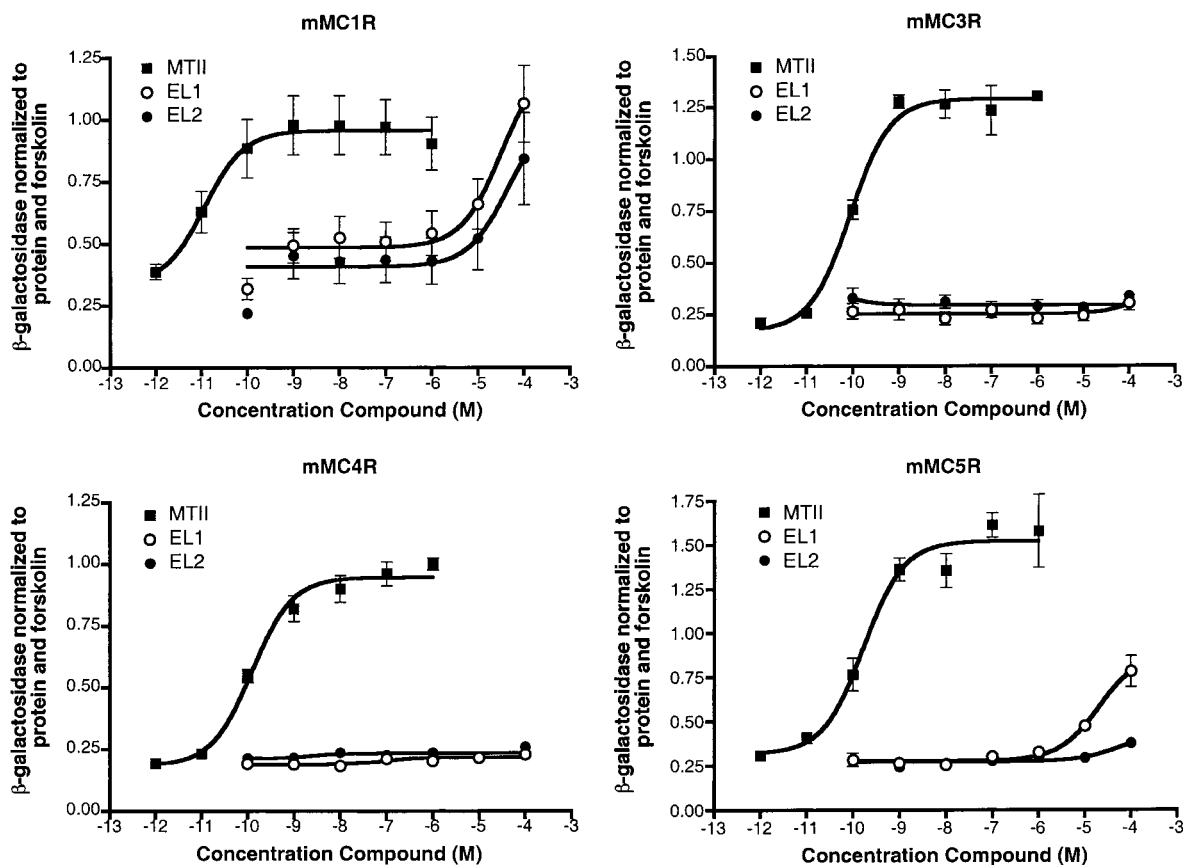 mMC1R
β-galactosidase normalized to
protein and forskolin
1.25
1.00
0.75
0.50
0.25
0.00
MTII
EL1
EL2
-13 -12 -11 -10 -9 -8 -7 -6 -5 -4 -3
Concentration Compound (M)
mMC3R
β-galactosidase normalized to
protein and forskolin
1.50
1.25
1.00
0.75
0.50
0.25
0.00
MTII
EL1
EL2
-13 -12 -11 -10 -9 -8 -7 -6 -5 -4 -3
Concentration Compound (M)
mMC4R
β-galactosidase normalized to
protein and forskolin
1.25
1.00
0.75
0.50
0.25
0.00
MTII
EL1
EL2
-13 -12 -11 -10 -9 -8 -7 -6 -5 -4 -3
Concentration Compound (M)
mMC5R
β-galactosidase normalized to
protein and forskolin
1.75
1.50
1.25
1.00
0.75
0.50
0.25
0.00
MTII
EL1
EL2
-13 -12 -11 -10 -9 -8 -7 -6 -5 -4 -3
Concentration Compound (M)